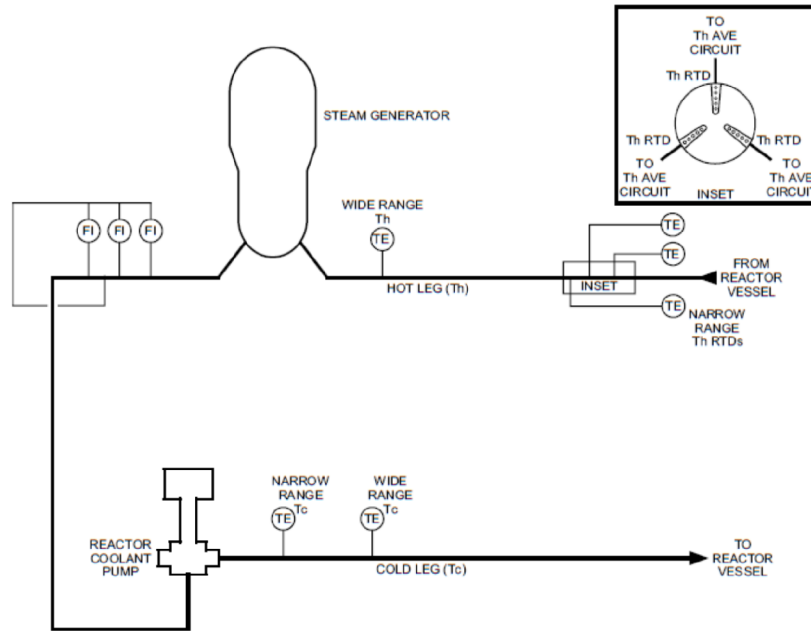 TO
Th AVE
CIRCUIT
Th RTD
Th RTD
Th RTD
TO
Th AVE
CIRCUIT
TO
Th AVE
CIRCUIT
INSET
STEAM GENERATOR
WIDE RANGE
Th
TE
FI
FI
FI
TE
TE
FROM
REACTOR
VESSEL
HOT LEG (Th)
INSET
TE
NARROW
RANGE
Th RTDs
NARROW
RANGE
Tc
TE
WIDE
RANGE
Tc
TE
REACTOR
COOLANT
PUMP
COLD LEG (Tc)
TO
REACTOR
VESSEL